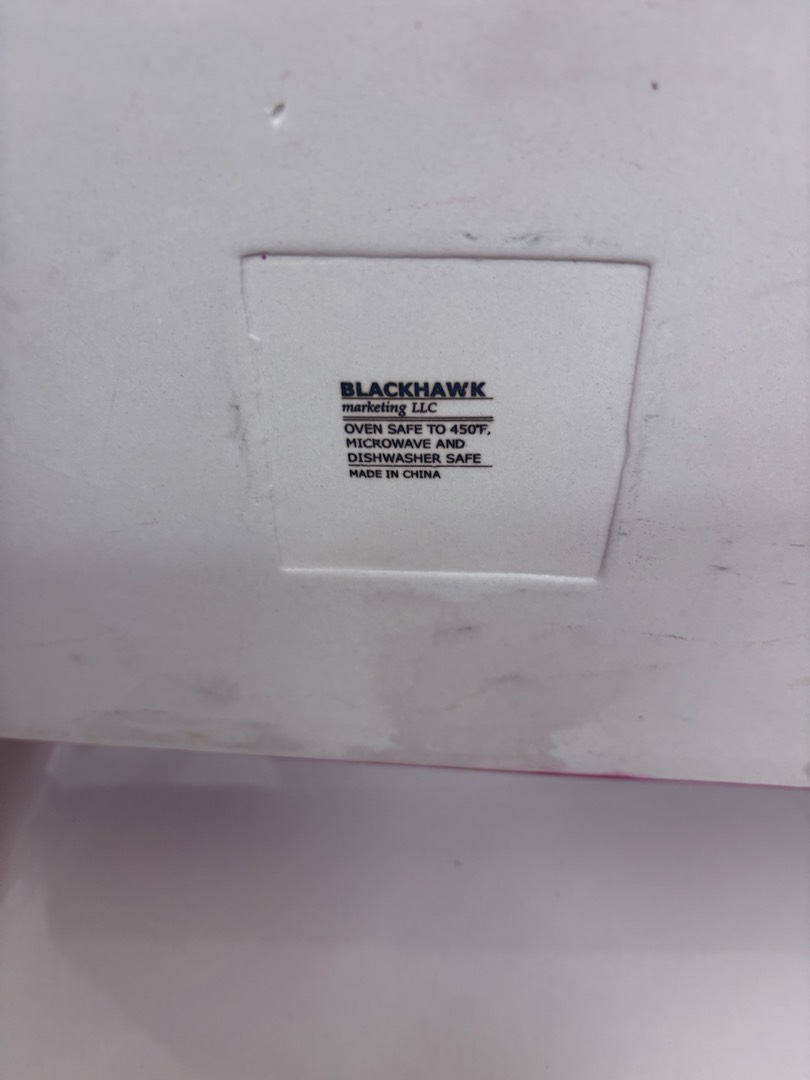 BLACKHAWK
marketing LLC
OVEN SAFE TO 450°F,
MICROWAVE AND
DISHWASHER SAFE
MADE IN CHINA